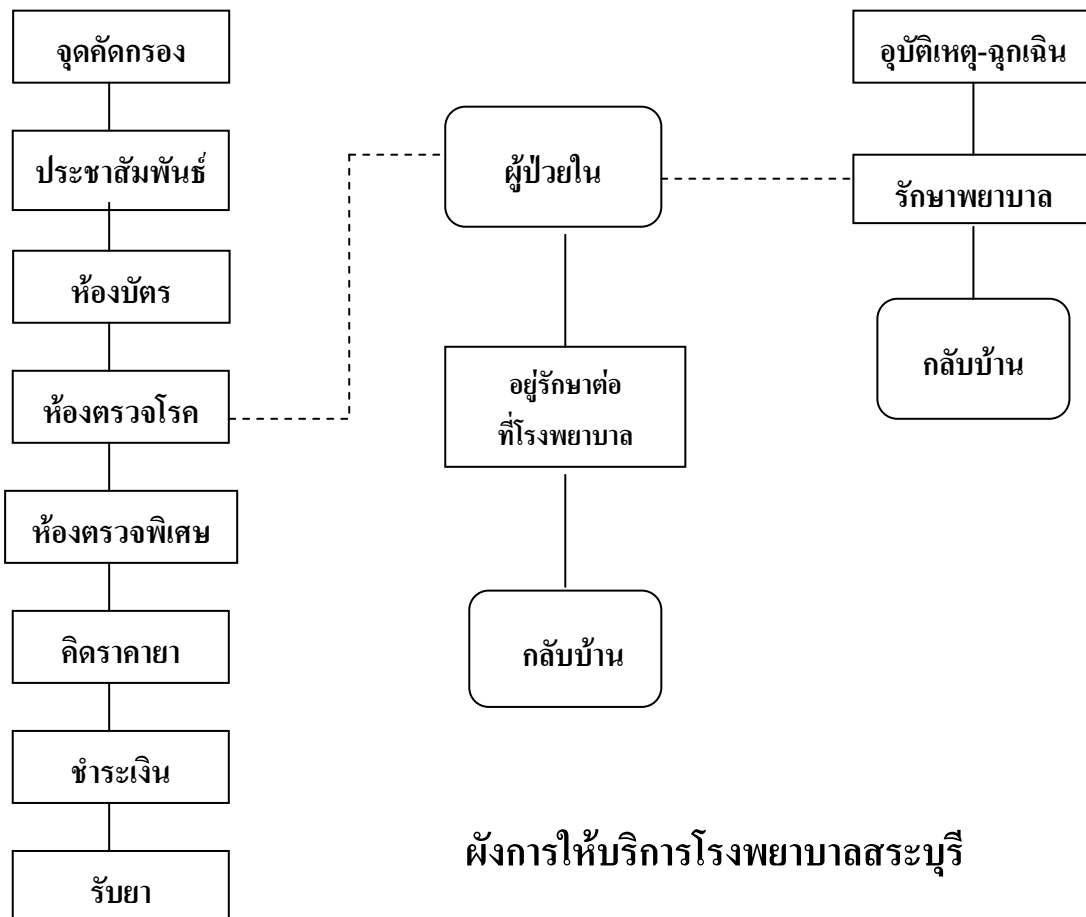 จุดคัดกรอง
ประชาสัมพันธ์
ห้องบัตร
ห้องตรวจโรค
ห้องตรวจพิเศษ
คิดราคายา
ชำระเงิน
รับยา
ผู้ป่วยใน
อยู่รักษาต่อ
ที่โรงพยาบาล
กลับบ้าน
อุบัติเหตุ-ฉุกเฉิน
รักษาพยาบาล
กลับบ้าน
ผังการให้บริการโรงพยาบาลสระบุรี